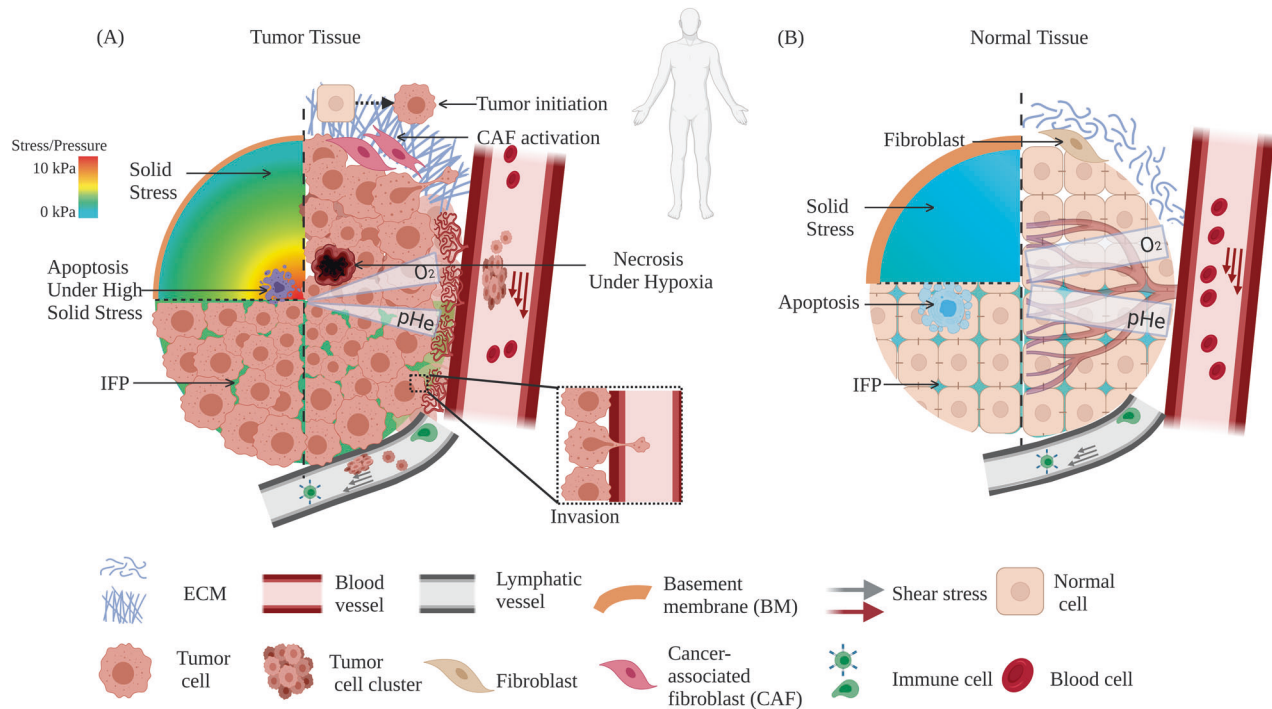 (A)
Tumor Tissue
Tumor initiation
CAF activation
Stress/Pressure
10 kPa
0 kPa
Solid
Stress
Apoptosis
Under High
Solid Stress
O2
pHe
Necrosis
Under Hypoxia
IFP
Invasion
(B)
Normal Tissue
Fibroblast
Solid
Stress
O2
Apoptosis
pHe
IFP
ECM
Blood
vessel
Lymphatic
vessel
Basement
membrane (BM)
Shear stress
Normal
cell
Tumor
cell
Tumor
cell cluster
Fibroblast
Cancer-
associated
fibroblast (CAF)
Immune cell
Blood cell